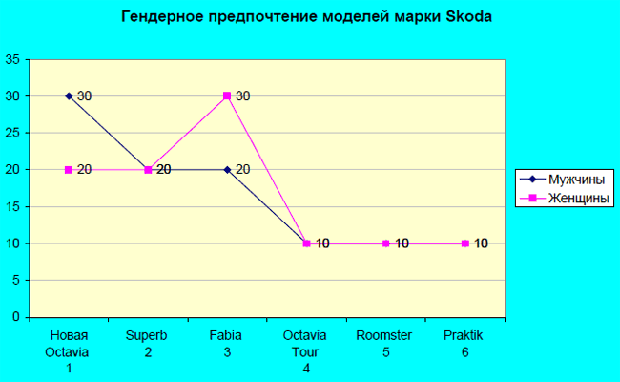 Гендерное предпочтение моделей марки Skoda
35
30
25
20
15
10
5
0
30
20
20
30
20
10
10
10
Новая
Octavia
1
Superb
2
Fabia
3
Octavia
Tour
4
Roomster
5
Praktik
6
Мужчины
Женщины